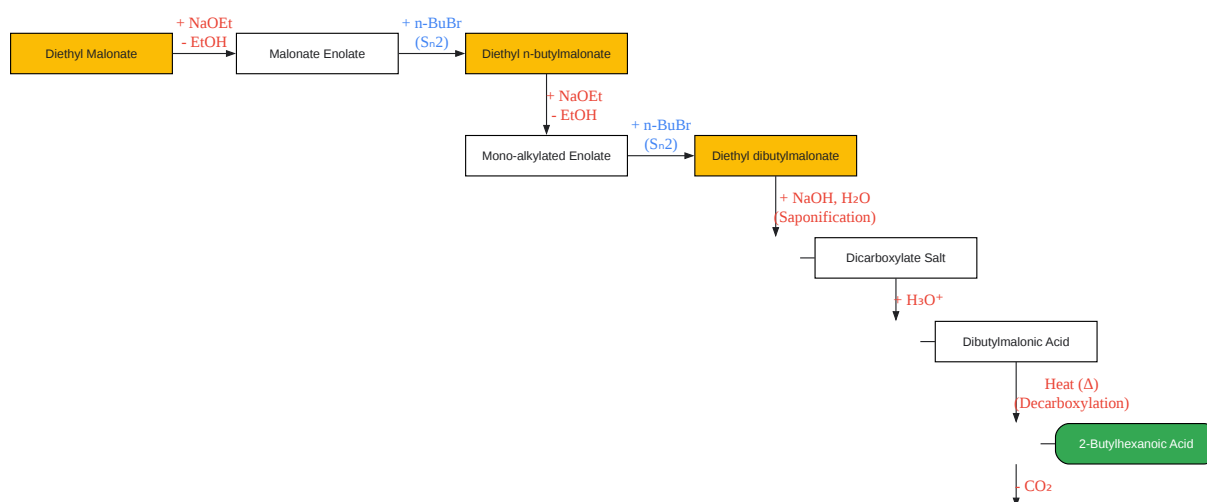 + NaOEt
- EtOH
+ n-BuBr
(Sₙ2)
Diethyl Malonate
Malonate Enolate
Diethyl n-butylmalonate
+ NaOEt
- EtOH
+ n-BuBr
(Sₙ2)
Mono-alkylated Enolate
Diethyl dibutylmalonate
+ NaOH, H₂O
(Saponification)
Dicarboxylate Salt
+ H₃O⁺
Dibutylmalonic Acid
Heat (Δ)
(Decarboxylation)
2-Butylhexanoic Acid
- CO₂